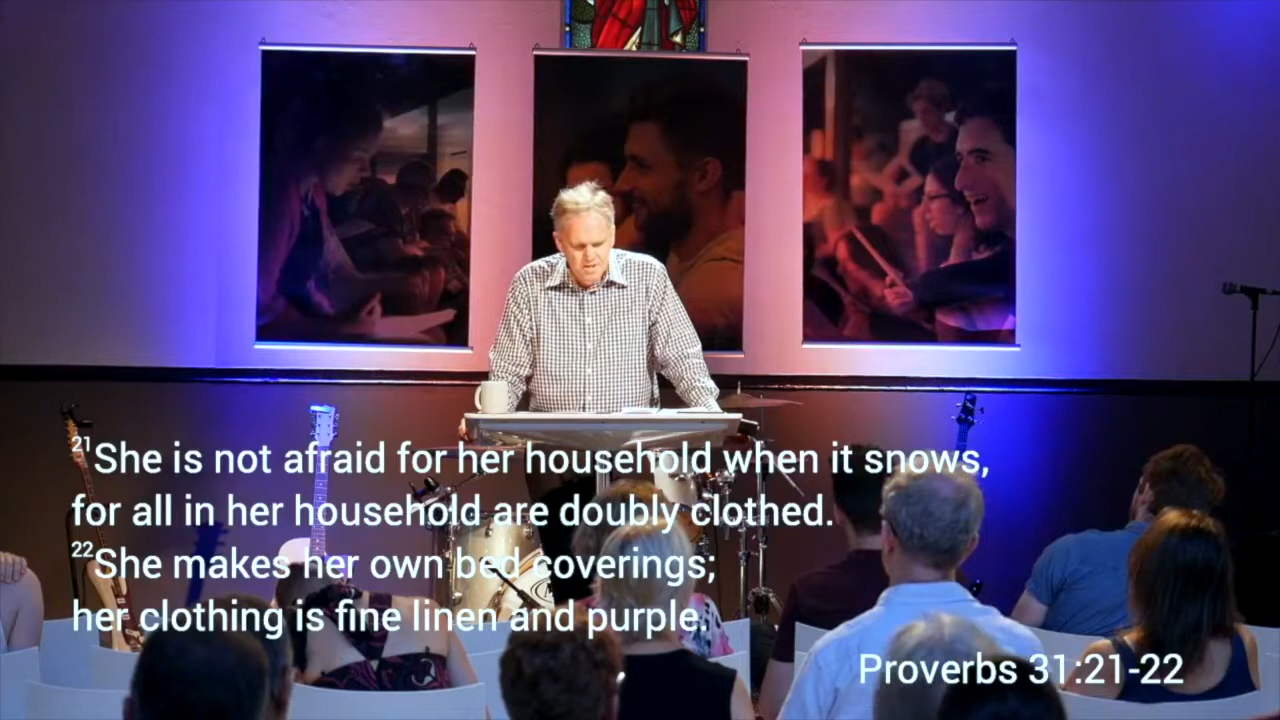 ²¹She is not afraid for her household when it snows,
for all in her household are doubly clothed.
²²She makes her own bed coverings;
her clothing is fine linen and purple.
Proverbs 31:21-22